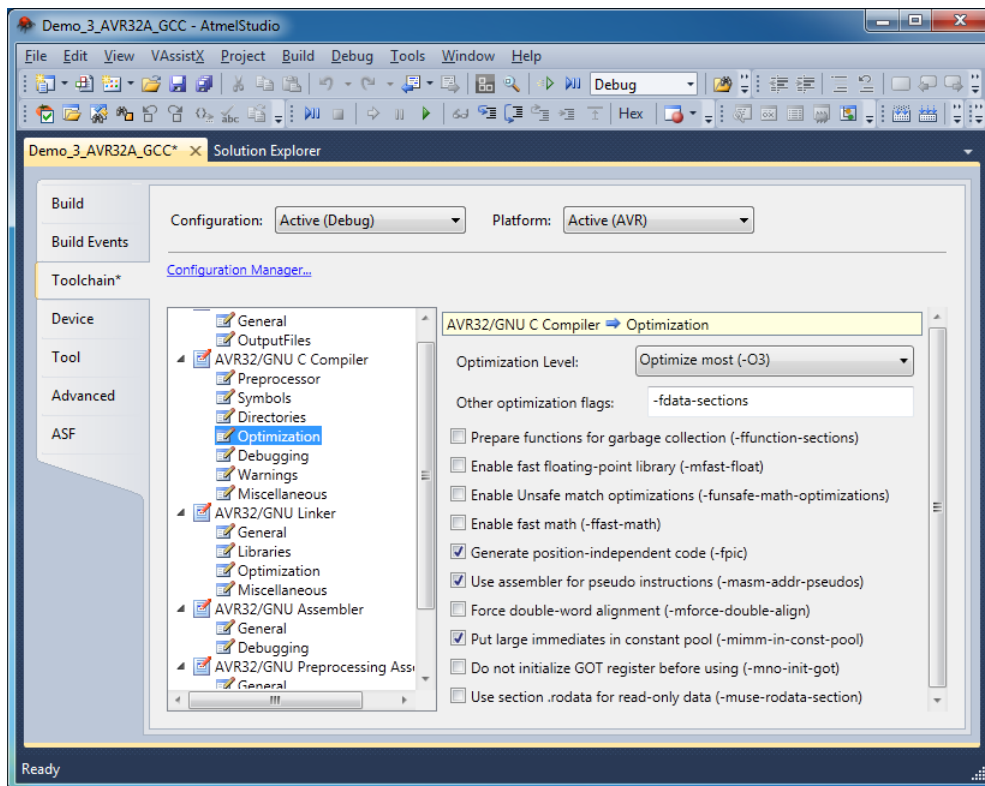 Demo_3_AVR32A_GCC - AtmelStudio
File Edit View VAssistX Project Build Debug Tools Window Help
Debug
Hex
Demo_3_AVR32A_GCC* Solution Explorer
Build
Build Events
Toolchain*
Device
Tool
Advanced
ASF
Configuration: Active (Debug) Platform: Active (AVR)
Configuration Manager...
General
OutputFiles
AVR32/GNU C Compiler
Preprocessor
Symbols
Directories
Optimization
Debugging
Warnings
Miscellaneous
AVR32/GNU Linker
General
Libraries
Optimization
Miscellaneous
AVR32/GNU Assembler
General
Debugging
AVR32/GNU Preprocessing Asse
General
AVR32/GNU C Compiler ➡ Optimization
Optimization Level: Optimize most (-O3)
Other optimization flags: -fdata-sections
Prepare functions for garbage collection (-ffunction-sections)
Enable fast floating-point library (-mfast-float)
Enable Unsafe match optimizations (-funsafe-math-optimizations)
Enable fast math (-ffast-math)
Generate position-independent code (-fpic)
Use assembler for pseudo instructions (-masm-addr-pseudos)
Force double-word alignment (-mforce-double-align)
Put large immediates in constant pool (-mimm-in-const-pool)
Do not initialize GOT register before using (-mno-init-got)
Use section .rodata for read-only data (-muse-rodata-section)
Ready